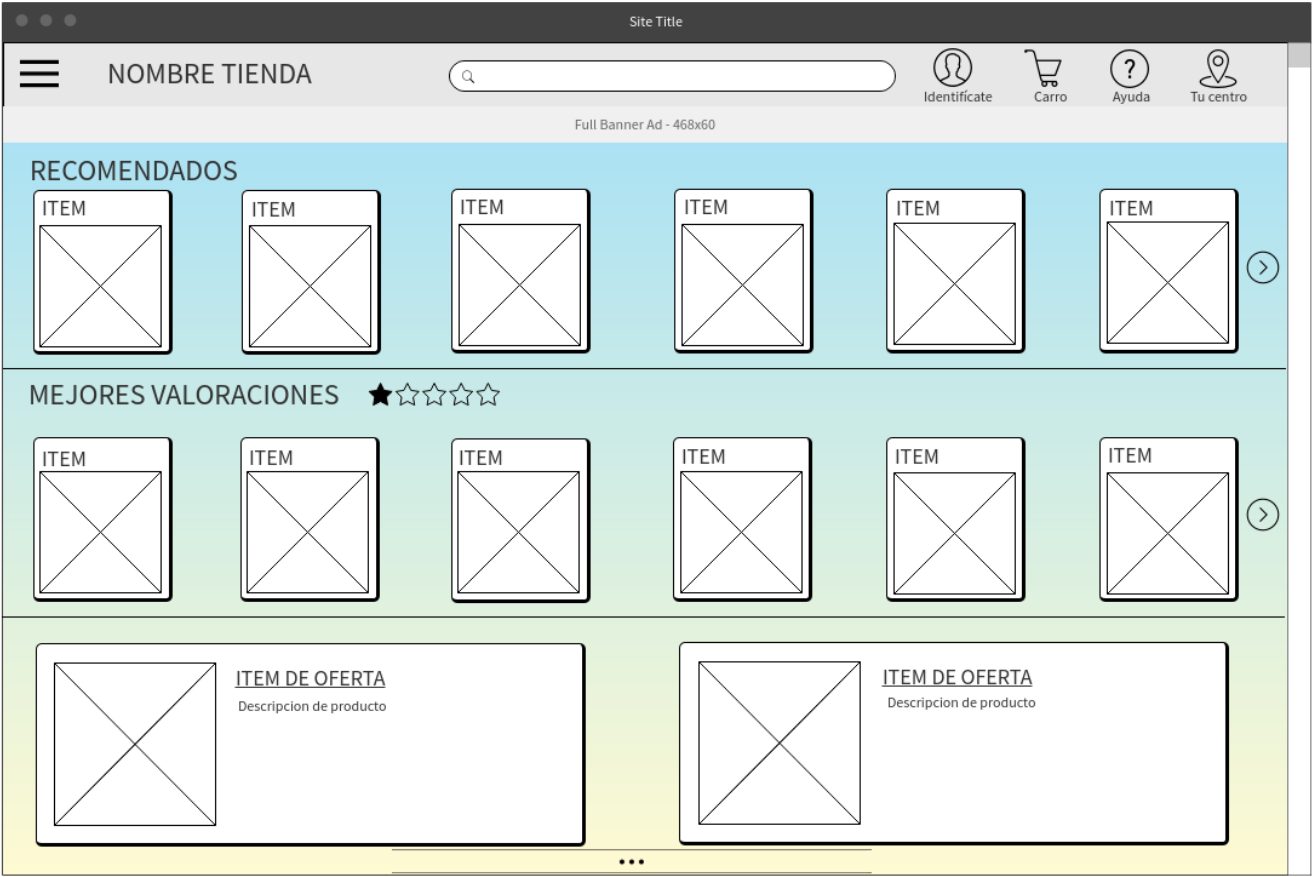 Site Title
NOMBRE TIENDA
Identifícate
Carro
?
Ayuda
Tu centro
Full Banner Ad - 468x60
RECOMENDADOS
ITEM
ITEM
ITEM
ITEM
ITEM
ITEM
MEJORES VALORACIONES
ITEM
ITEM
ITEM
ITEM
ITEM
ITEM
ITEM DE OFERTA
Descripcion de producto
ITEM DE OFERTA
Descripcion de producto